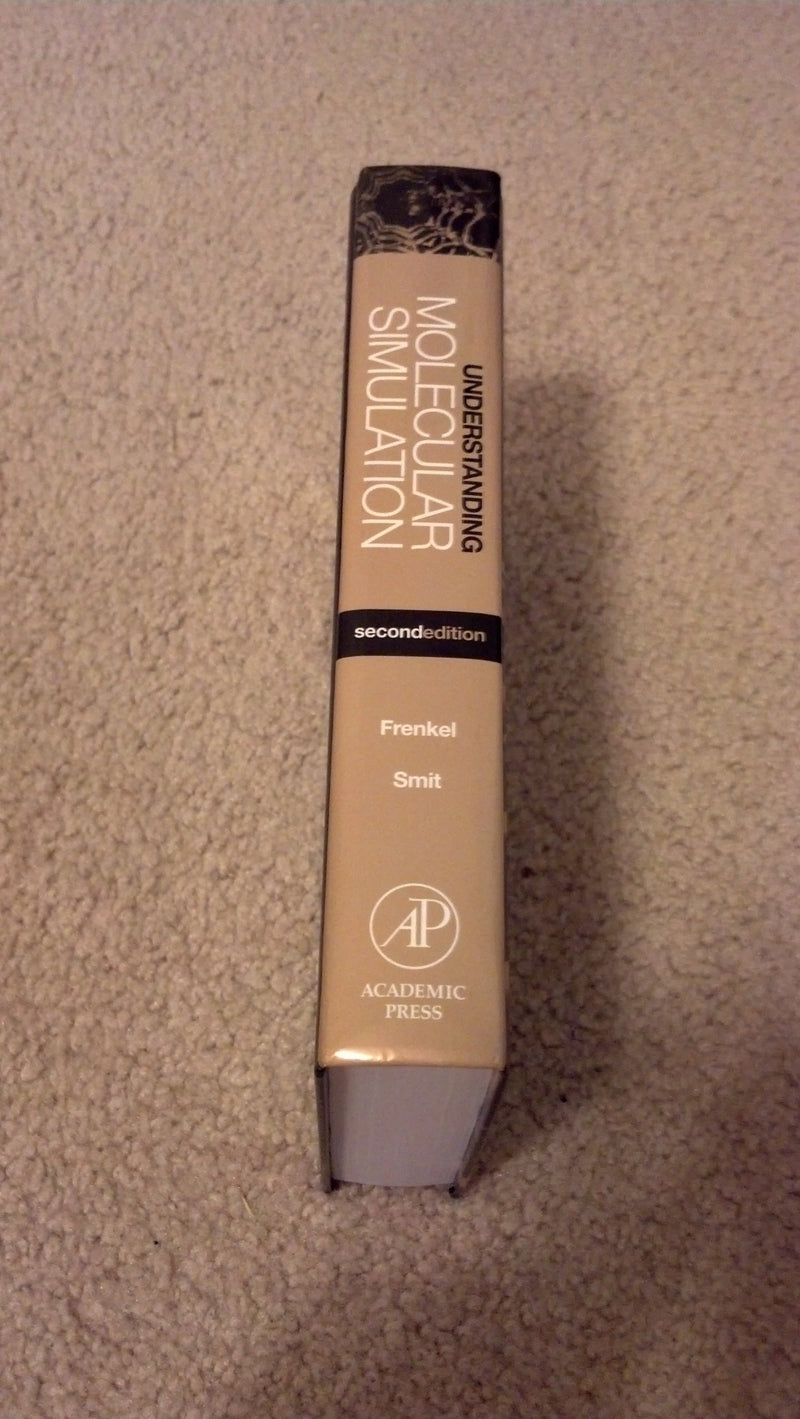 UNDERSTANDING
MOLECULAR
SIMULATION
secondedition
Frenkel
Smit
AP
ACADEMIC
PRESS